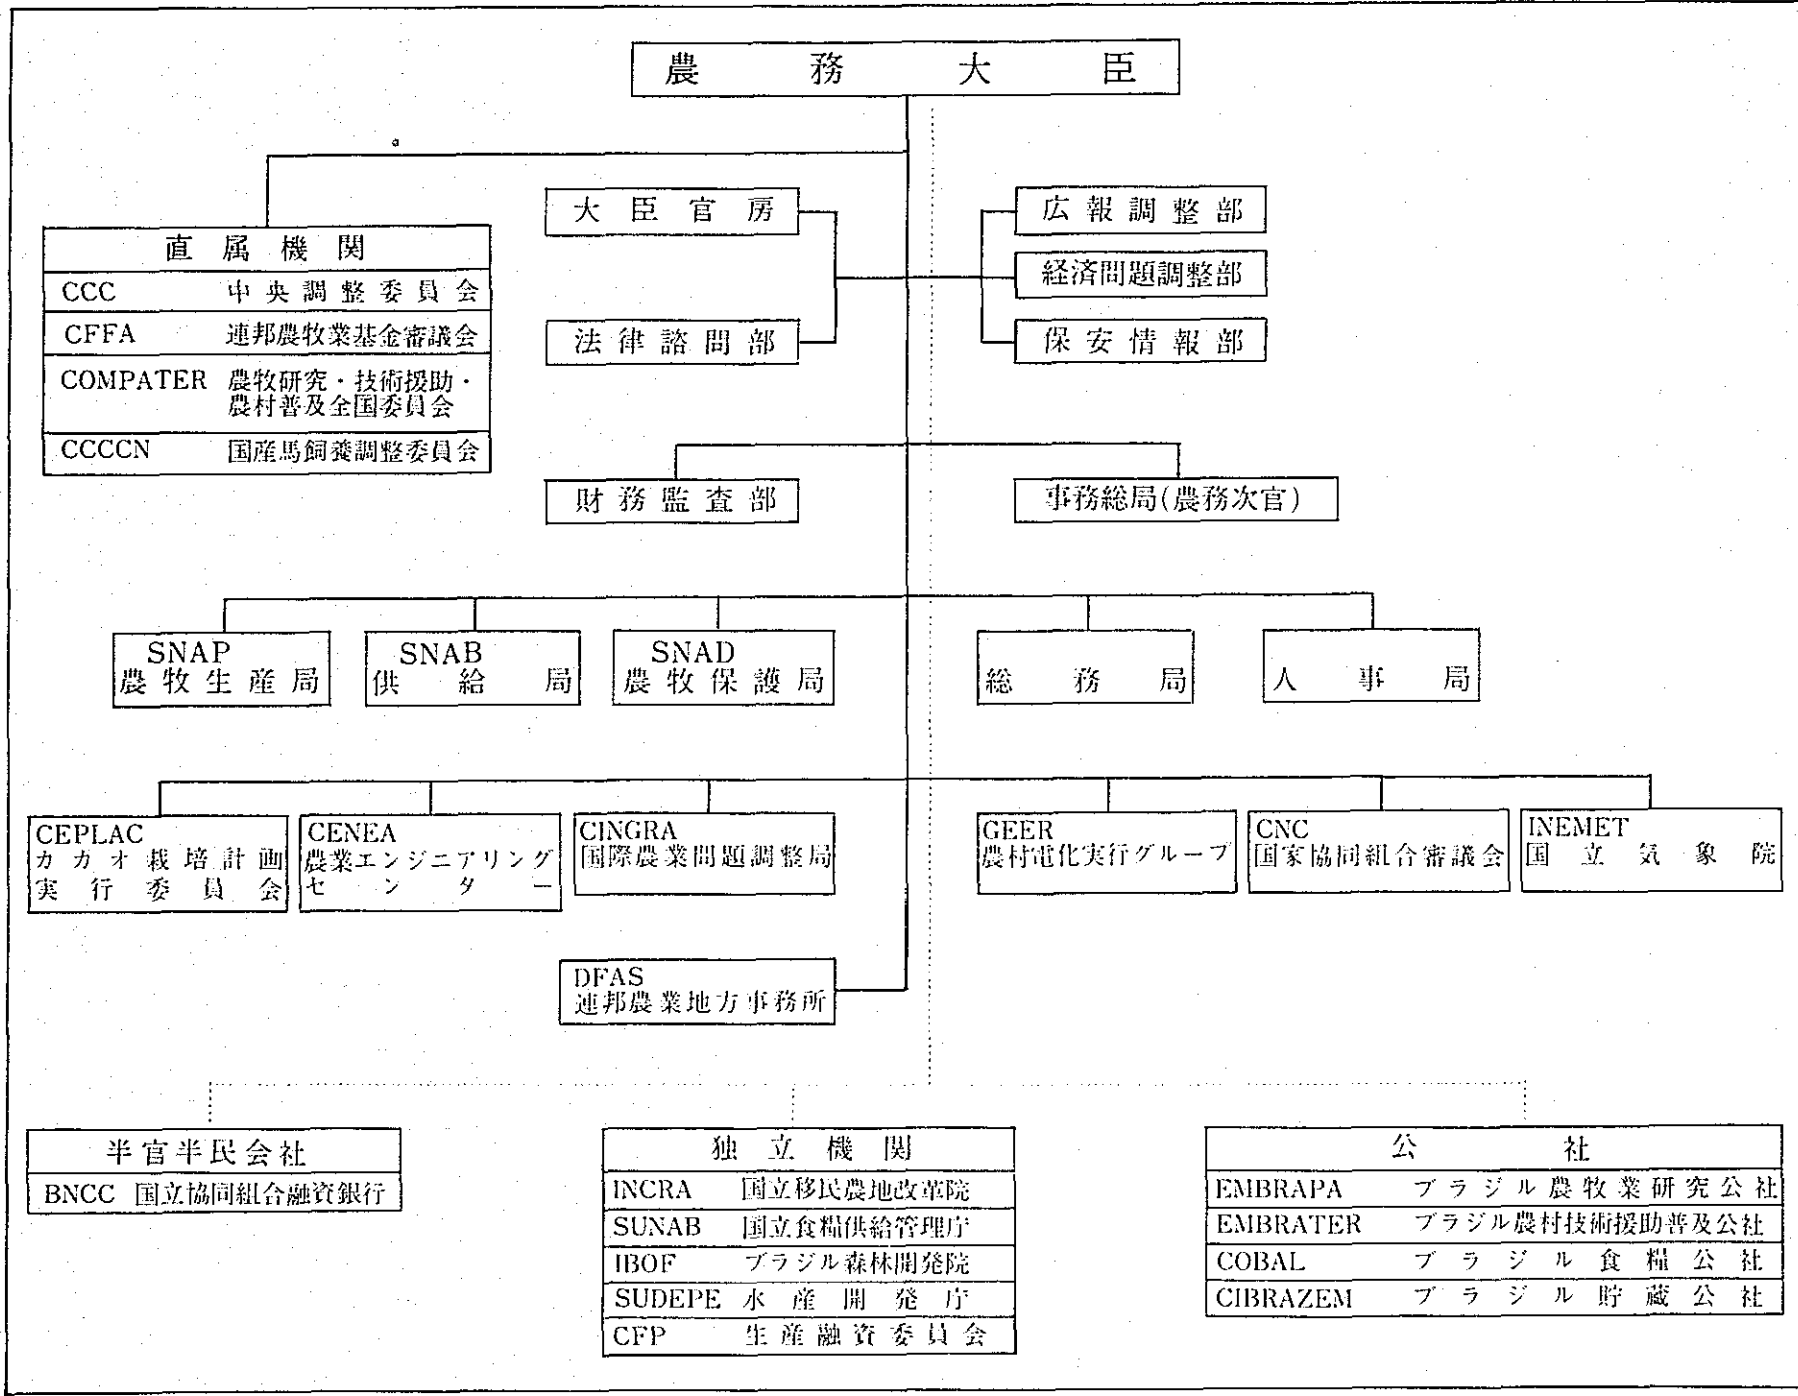 農務大臣
大臣官房
広報調整部
直属機関
CCC 中央調整委員会
CFFA 連邦農牧業基金審議会
COMPATER 農牧研究・技術援助・
農村普及全国委員会
CCCCN 国産馬飼養調整委員会
経済問題調整部
法律諮問部
保安情報部
財務監査部
事務総局(農務次官)
SNAP
農牧生産局
SNAB
供給局
SNAD
農牧保護局
総務局
人事局
CEPLAC
カカオ栽培計画
実行委員会
CENEA
農業エンジニアリング
センター
CINGRA
国際農業問題調整局
GEER
農村電化実行グループ
CNC
国家協同組合審議会
INEMET
国立気象院
DFAS
連邦農業地方事務所
半官半民会社
BNCC 国立協同組合融資銀行
独立機関
INCRA 国立移民農地改革院
SUNAB 国立食糧供給管理庁
IBOF ブラジル森林開発院
SUDEPE 水産開発庁
CFP 生産融資委員会
公社
EMBRAPA ブラジル農牧業研究公社
EMBRATER ブラジル農村技術援助普及公社
COBAL ブラジル食糧公社
CIBRAZEM ブラジル貯蔵公社